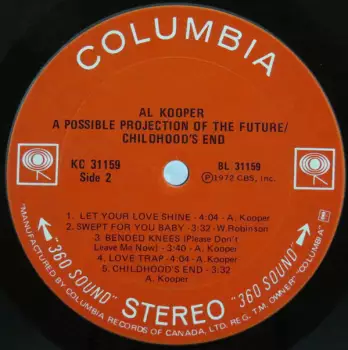 COLUMBIA
AL KOOPER
A POSSIBLE PROJECTION OF THE FUTURE/
CHILDHOOD'S END
KC 31159
Side 2
BL 31159
Ⓟ1972 CBS, Inc.
1. LET YOUR LOVE SHINE - 4:04 - A. Kooper
2. SWEPT FOR YOU BABY - 3:32 - W. Robinson
3. BENDED KNEES (Please Don't
Leave Me Now) - 3:40 - A. Kooper
4. LOVE TRAP - 4:04 - A. Kooper
5. CHILDHOOD'S END - 3:32
A. Kooper
"360 SOUND" STEREO "360 SOUND"
"MANUFACTURED BY COLUMBIA RECORDS OF CANADA, LTD. REG. T.M. OWNER" "COLUMBIA"